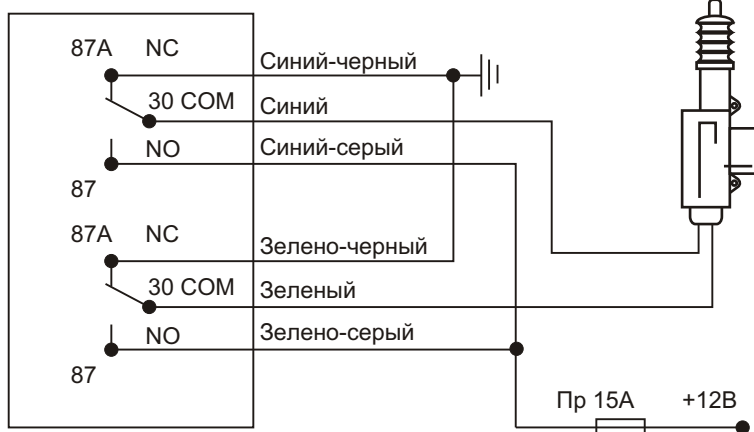 87A NC
Синий-черный
30 COM
Синий
NO
Синий-серый
87
87A NC
Зелено-черный
30 COM
Зеленый
NO
Зелено-серый
87
Пр 15А
+12В